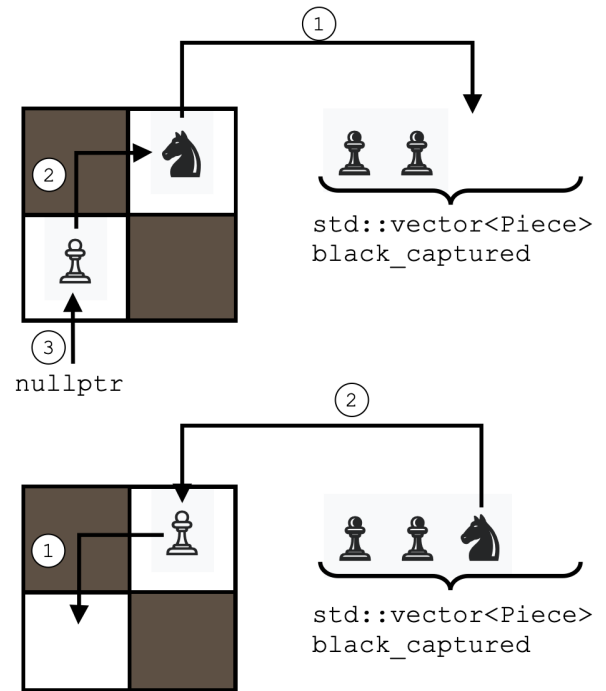 1
2
std::vector<Piece>
black_captured
3
nullptr
2
1
std::vector<Piece>
black_captured